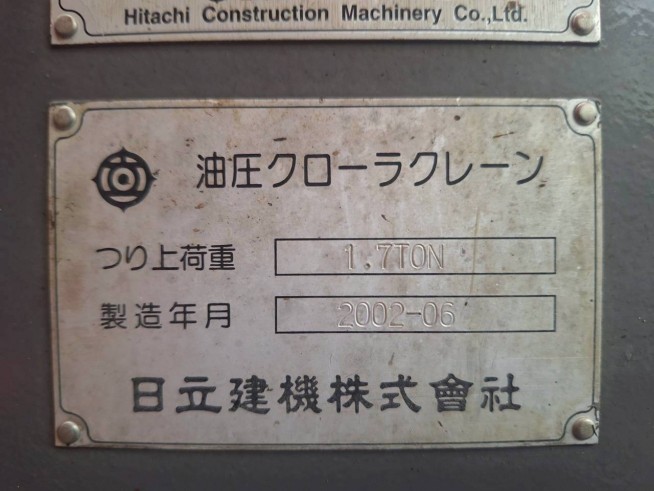 Hitachi Construction Machinery Co.,Ltd.
油圧クローラクレーン
つり上荷重 1.7TON
製造年月 2002-06
日立建機株式會社